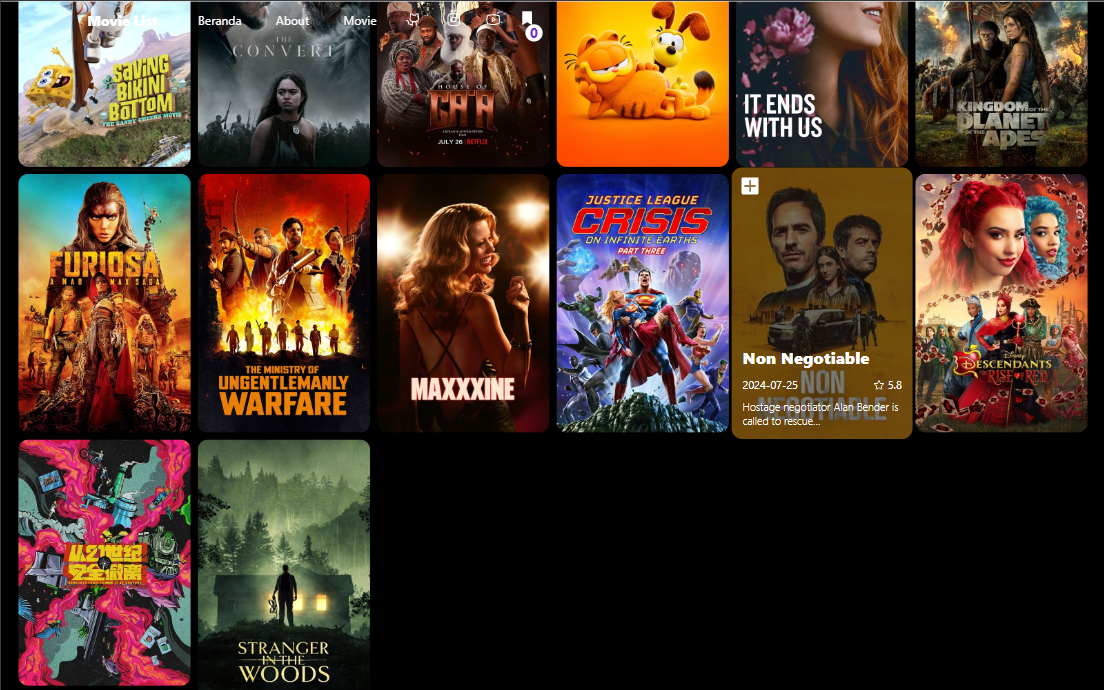 Movie List
Beranda
About
Movie
0
SAVING
BIKINI
BOTTOM
THE SANDY CHEEKS MOVIE
THE
CONVERT
HOUSE OF
GA'A
JULY 26 NETFLIX
IT ENDS
WITH US
KINGDOM OF THE
PLANET
OF THE
APES
FURIOSA
A MAD MAX SAGA
THE MINISTRY OF
UNGENTLEMANLY
WARFARE
MAXXXINE
JUSTICE LEAGUE
CRISIS
ON INFINITE EARTHS
PART THREE
Non Negotiable
2024-07-25
5.8
Hostage negotiator Alan Bender is
called to rescue...
NON
NEGOTIABLE
Disney
DESCENDANTS
THE RISE OF RED
从21世纪
安全撤离
STRANGER
IN THE
WOODS